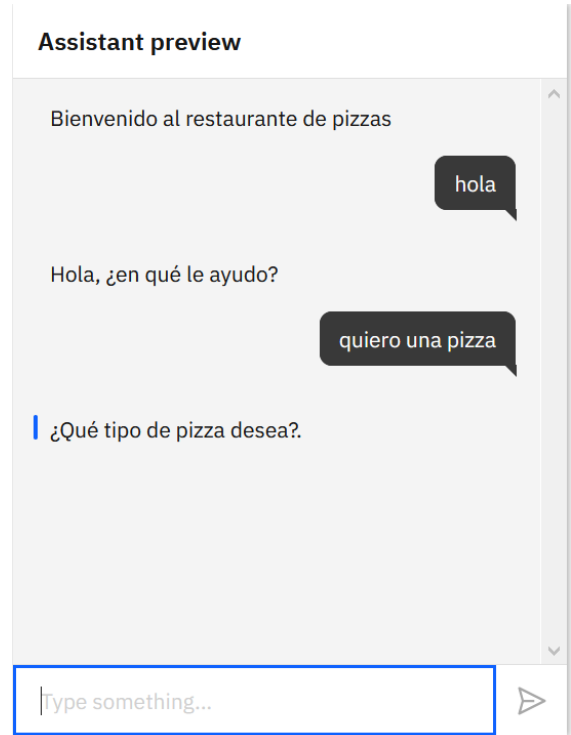 Assistant preview
Bienvenido al restaurante de pizzas
hola
Hola, ¿en qué le ayudo?
quiero una pizza
¿Qué tipo de pizza desea?.
Type something...